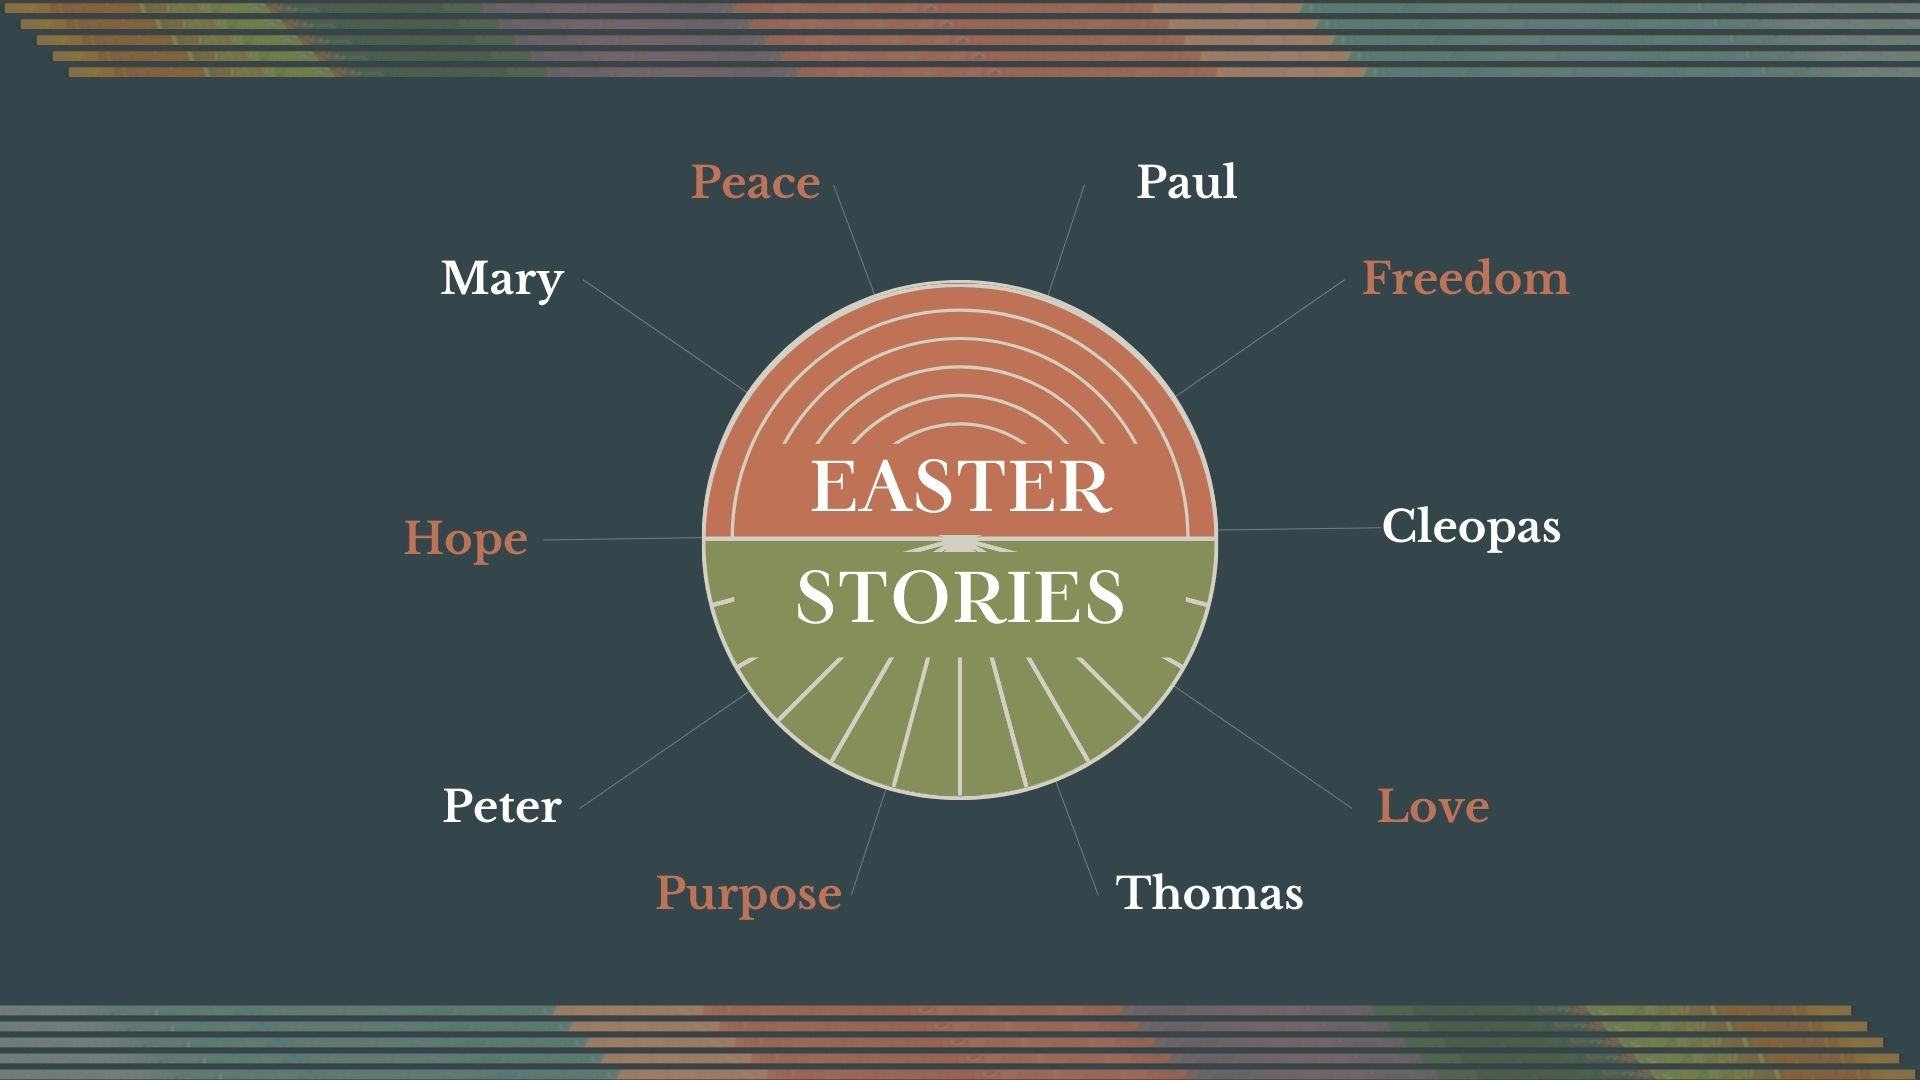 Peace
Paul
Mary
Freedom
EASTER
STORIES
Hope
Cleopas
Peter
Love
Purpose
Thomas